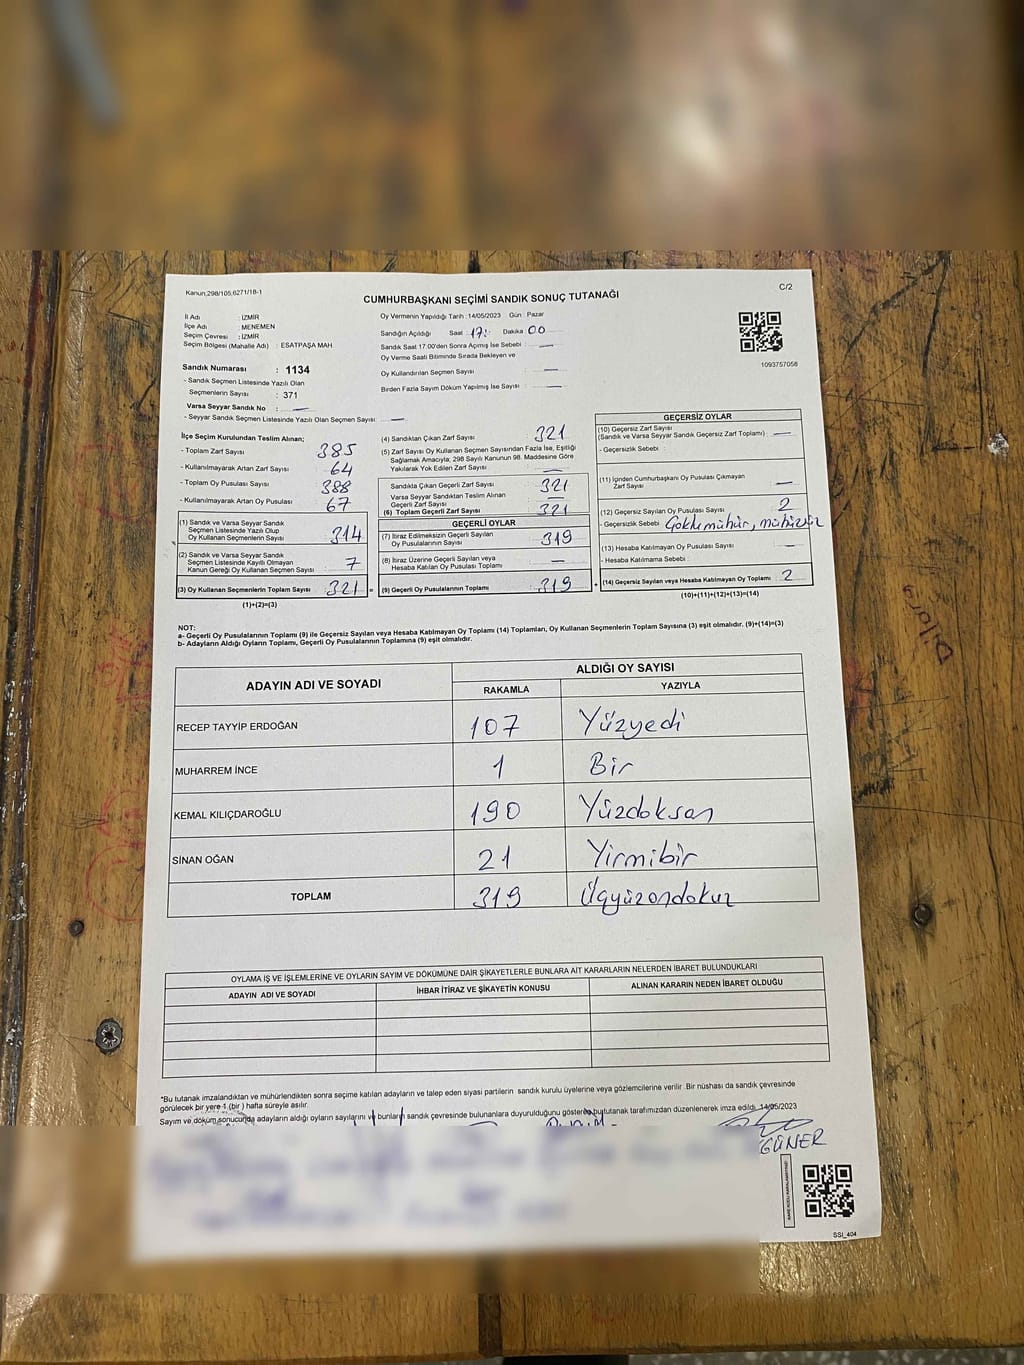 Kanun,298/105,6271/18-1
C/2
CUMHURBAŞKANI SEÇİMİ SANDIK SONUÇ TUTANAĞI
İl Adı : İZMİR
İlçe Adı : MENEMEN
Seçim Çevresi : İZMİR
Seçim Bölgesi (Mahalle Adı) : ESATPAŞA MAH.
Sandık Numarası : 1134
- Sandık Seçmen Listesinde Yazılı Olan
Seçmenlerin Sayısı : 371
Varsa Seyyar Sandık No : —
- Seyyar Sandık Seçmen Listesinde Yazılı Olan Seçmen Sayısı: —
Oy Vermenin Yapıldığı Tarih : 14/05/2023 Gün : Pazar
Sandığın Açıldığı Saat : 17: Dakika : 00
Sandık Saat 17.00'den Sonra Açımış İse Sebebi : —
Oy Verme Saati Bitiminde Sırada Bekleyen ve
Oy Kullandırılan Seçmen Sayısı : —
Birden Fazla Sayım Döküm Yapılmış İse Sayısı : —
1093757058
İlçe Seçim Kurulundan Teslim Alınan;
- Toplam Zarf Sayısı : 385
- Kullanılmayarak Artan Zarf Sayısı : 64
- Toplam Oy Pusulası Sayısı : 388
- Kullanılmayarak Artan Oy Pusulası : 67
(1) Sandık ve Varsa Seyyar Sandık
Seçmen Listesinde Yazılı Olup
Oy Kullanan Seçmenlerin Sayısı : 314
(2) Sandık ve Varsa Seyyar Sandık
Seçmen Listesinde Kayıtlı Olmayan
Kanun Gereği Oy Kullanan Seçmen Sayısı : 7
(3) Oy Kullanan Seçmenlerin Toplam Sayısı : 321 =
(1)+(2)=(3)
(4) Sandıktan Çıkan Zarf Sayısı : 321
(5) Zarf Sayısı Oy Kullanan Seçmen Sayısından Fazla İse, Eşitliği
Sağlamak Amacıyla; 298 Sayılı Kanunun 98. Maddesine Göre
Yakılarak Yok Edilen Zarf Sayısı : —
Sandıkta Çıkan Geçerli Zarf Sayısı : 321
Varsa Seyyar Sandıktan Teslim Alınan
Geçerli Zarf Sayısı : —
(6) Toplam Geçerli Zarf Sayısı : 321
GEÇERLİ OYLAR
(7) İtiraz Edilmeksizin Geçerli Sayılan
Oy Pusulalarının Sayısı : 319
(8) İtiraz Üzerine Geçerli Sayılan veya
Hesaba Katılan Oy Pusulası Toplamı : —
(9) Geçerli Oy Pusulalarının Toplamı : 319 +
GEÇERSİZ OYLAR
(10) Geçersiz Zarf Sayısı
(Sandık ve Varsa Seyyar Sandık Geçersiz Zarf Toplamı) : —
- Geçersizlik Sebebi :
(11) İçinden Cumhurbaşkanı Oy Pusulası Çıkmayan
Zarf Sayısı : —
(12) Geçersiz Sayılan Oy Pusulası Sayısı : 2
- Geçersizlik Sebebi : Çoklu mühür, mühürsüz
(13) Hesaba Katılmayan Oy Pusulası Sayısı : —
- Hesaba Katılmama Sebebi :
(14) Geçersiz Sayılan veya Hesaba Katılmayan Oy Toplamı : 2
(10)+(11)+(12)+(13)=(14)
NOT:
a- Geçerli Oy Pusulalarının Toplamı (9) ile Geçersiz Sayılan veya Hesaba Katılmayan Oy Toplamı (14) Toplamları, Oy Kullanan Seçmenlerin Toplam Sayısına (3) eşit olmalıdır. (9)+(14)=(3)
b- Adayların Aldığı Oyların Toplamı, Geçerli Oy Pusulalarının Toplamına (9) eşit olmalıdır.
ADAYIN ADI VE SOYADI
ALDIĞI OY SAYISI
RAKAMLA YAZIYLA
RECEP TAYYİP ERDOĞAN 107 Yüzyedi
MUHARREM İNCE 1 Bir
KEMAL KILIÇDAROĞLU 190 Yüzdoksan
SİNAN OĞAN 21 Yirmibir
TOPLAM 319 Üçyüzondokuz
OYLAMA İŞ VE İŞLEMLERİNE VE OYLARIN SAYIM VE DÖKÜMÜNE DAİR ŞİKAYETLERLE BUNLARA AİT KARARLARIN NELERDEN İBARET BULUNDUKLARI
ADAYIN ADI VE SOYADI İHBAR İTİRAZ VE ŞİKAYETİN KONUSU ALINAN KARARIN NEDEN İBARET OLDUĞU
*Bu tutanak imzalandıktan ve mühürlendikten sonra seçime katılan adayların ve talep eden siyasi partilerin sandık kurulu üyelerine veya gözlemcilerine verilir. Bir nüshası da sandık çevresinde
görülecek bir yere 1 (bir) hafta süreyle asılır.
Sayım ve döküm sonucunda adayların aldığı oyların sayılarını ve bunların sandık çevresinde bulunanlara duyurulduğunu gösteren bu tutanak tarafımızdan düzenlenerek imza edildi. 14/05/2023
GÜNER
SSI_404